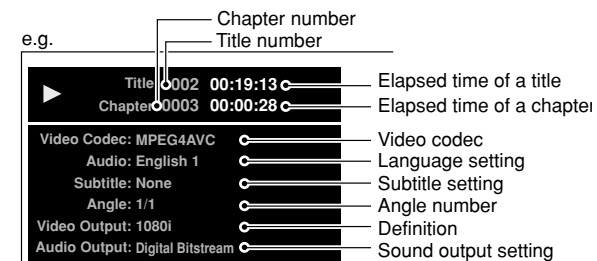 Chapter number
e.g.
Title number
Title 0002 00:19:13
Elapsed time of a title
Chapter 0003 00:00:28
Elapsed time of a chapter
Video Codec: MPEG4AVC
Video codec
Audio: English 1
Language setting
Subtitle: None
Subtitle setting
Angle: 1/1
Angle number
Video Output: 1080i
Definition
Audio Output: Digital Bitstream
Sound output setting